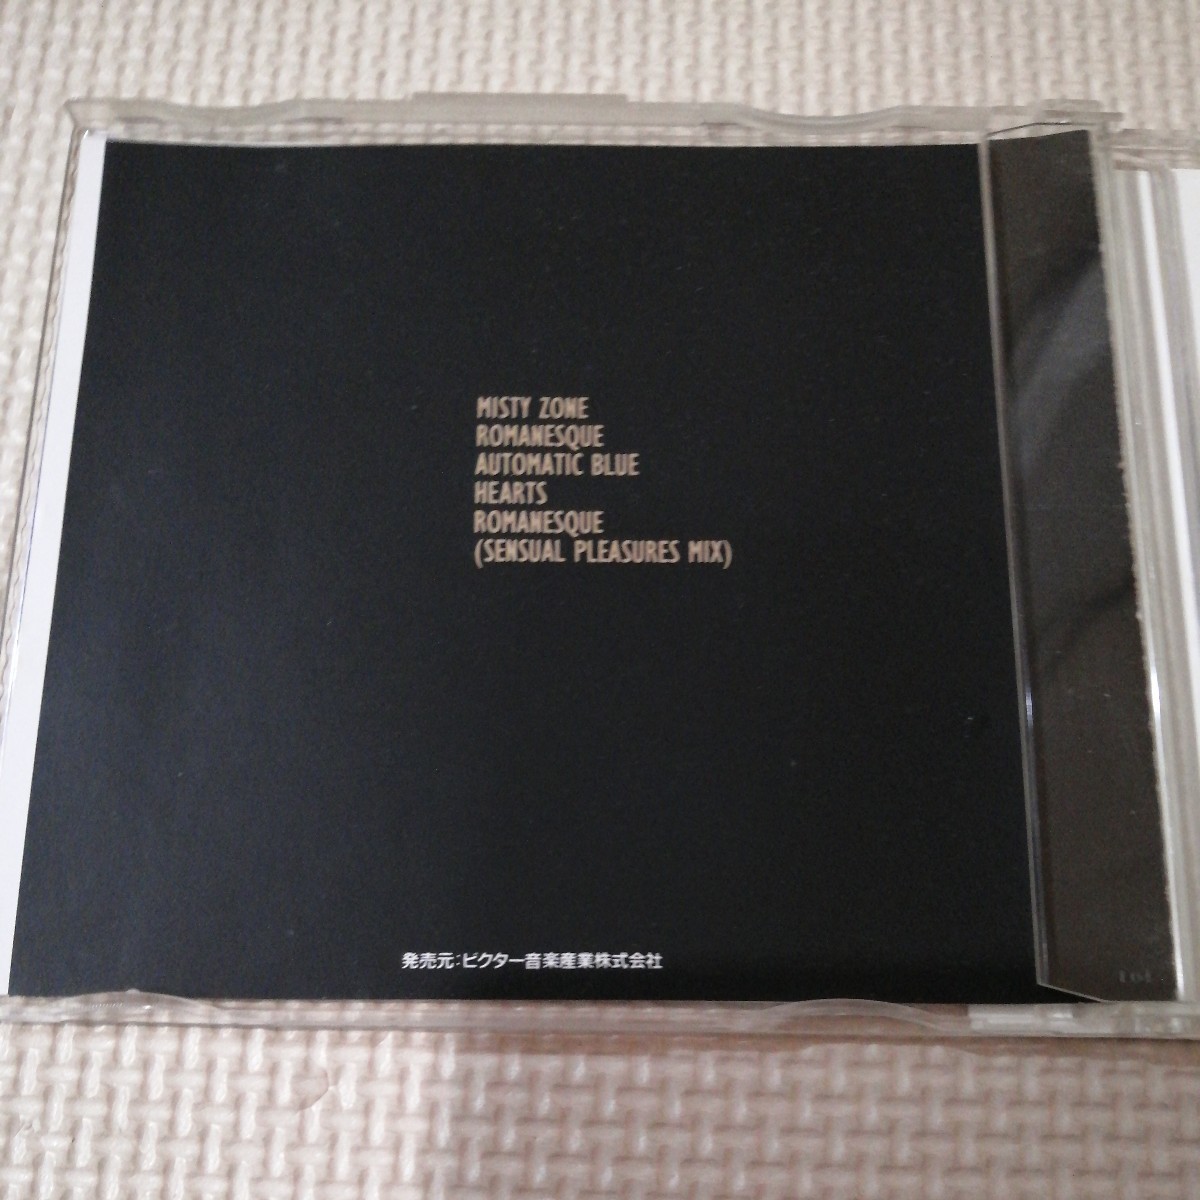 MISTY ZONE
ROMANESQUE
AUTOMATIC BLUE
HEARTS
ROMANESQUE
(SENSUAL PLEASURES MIX)
発売元:ビクター音楽産業株式会社